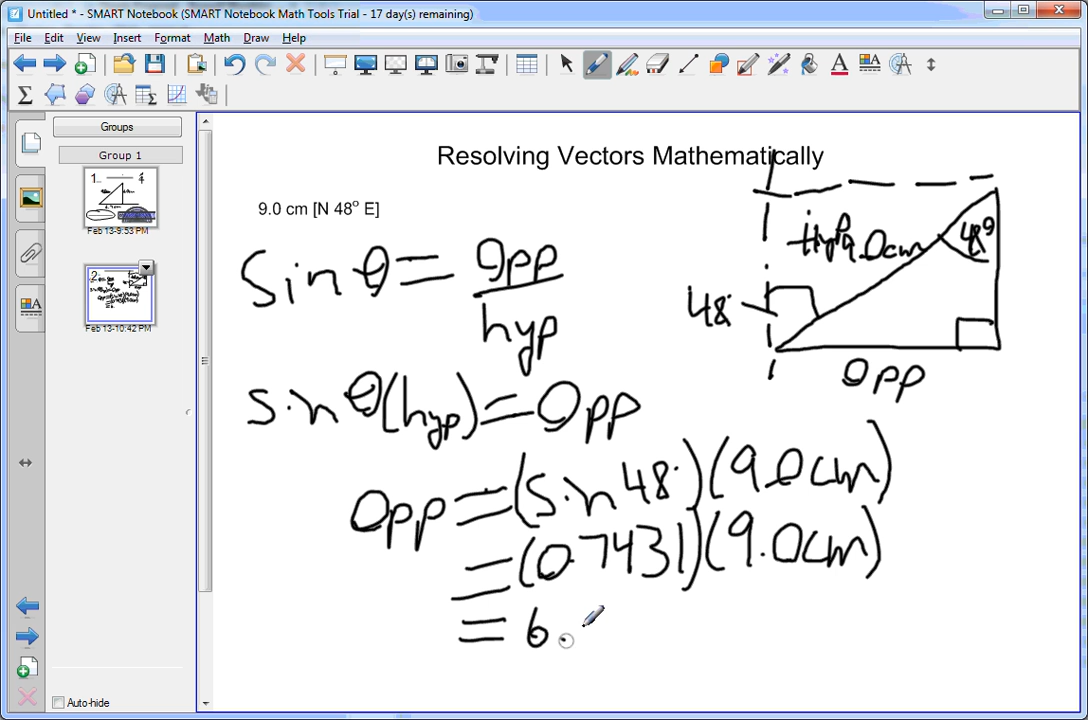 Untitled * - SMART Notebook (SMART Notebook Math Tools Trial - 17 day(s) remaining)
File Edit View Insert Format Math Draw Help
Groups
Group 1
Feb 13-9:53 PM
Feb 13-10:42 PM
Auto-hide
Resolving Vectors Mathematically
9.0 cm [N 48° E]
Sin θ = Opp
hyp
Sin θ(hyp) = Opp
Opp = (Sin 48°)(9.0cm)
= (0.7431)(9.0cm)
= 6.
hyp
9.0cm
48°
48°
Opp